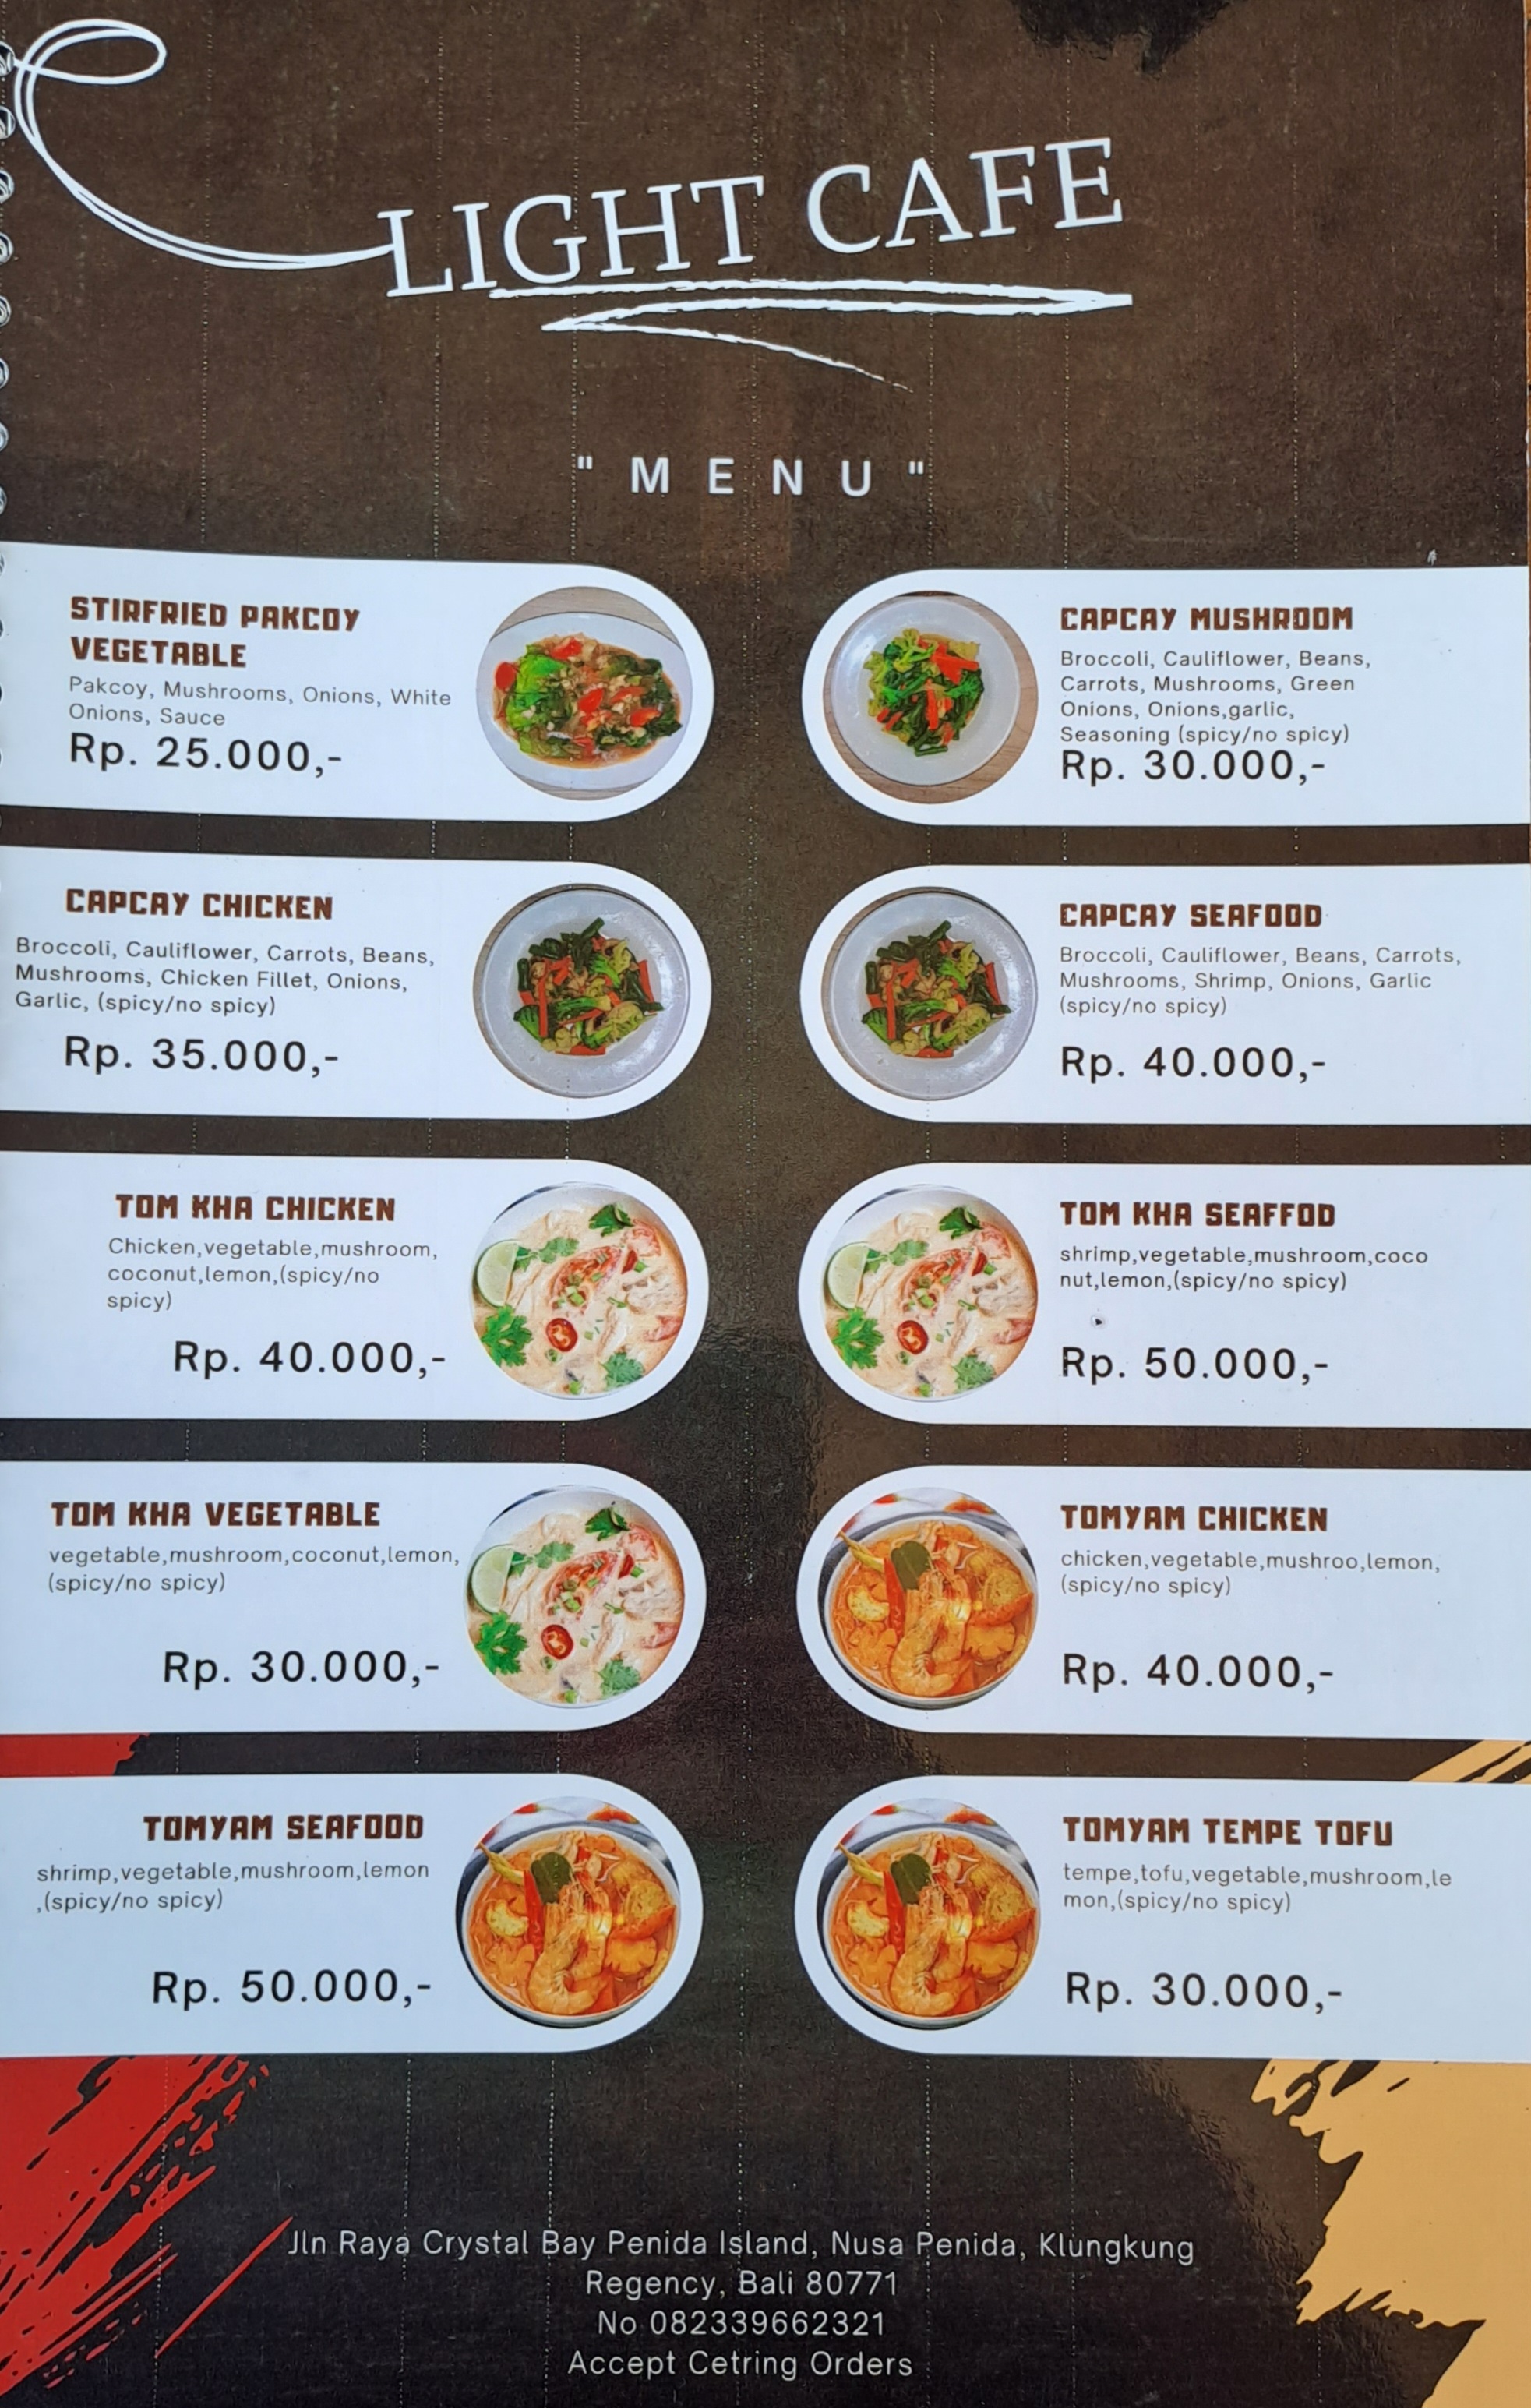 LIGHT CAFE
" M E N U "
STIRFRIED PAKCOY
VEGETABLE
Pakcoy, Mushrooms, Onions, White
Onions, Sauce
Rp. 25.000,-
CAPCAY MUSHROOM
Broccoli, Cauliflower, Beans,
Carrots, Mushrooms, Green
Onions, Onions,garlic,
Seasoning (spicy/no spicy)
Rp. 30.000,-
CAPCAY CHICKEN
Broccoli, Cauliflower, Carrots, Beans,
Mushrooms, Chicken Fillet, Onions,
Garlic, (spicy/no spicy)
Rp. 35.000,-
CAPCAY SEAFOOD
Broccoli, Cauliflower, Beans, Carrots,
Mushrooms, Shrimp, Onions, Garlic
(spicy/no spicy)
Rp. 40.000,-
TOM KHA CHICKEN
Chicken,vegetable,mushroom,
coconut,lemon,(spicy/no
spicy)
Rp. 40.000,-
TOM KHA SEAFFOD
shrimp,vegetable,mushroom,coco
nut,lemon,(spicy/no spicy)
Rp. 50.000,-
TOM KHA VEGETABLE
vegetable,mushroom,coconut,lemon,
(spicy/no spicy)
Rp. 30.000,-
TOMYAM CHICKEN
chicken,vegetable,mushroo,lemon,
(spicy/no spicy)
Rp. 40.000,-
TOMYAM SEAFOOD
shrimp,vegetable,mushroom,lemon
,(spicy/no spicy)
Rp. 50.000,-
TOMYAM TEMPE TOFU
tempe,tofu,vegetable,mushroom,le
mon,(spicy/no spicy)
Rp. 30.000,-
Jln Raya Crystal Bay Penida Island, Nusa Penida, Klungkung
Regency, Bali 80771
No 082339662321
Accept Cetring Orders